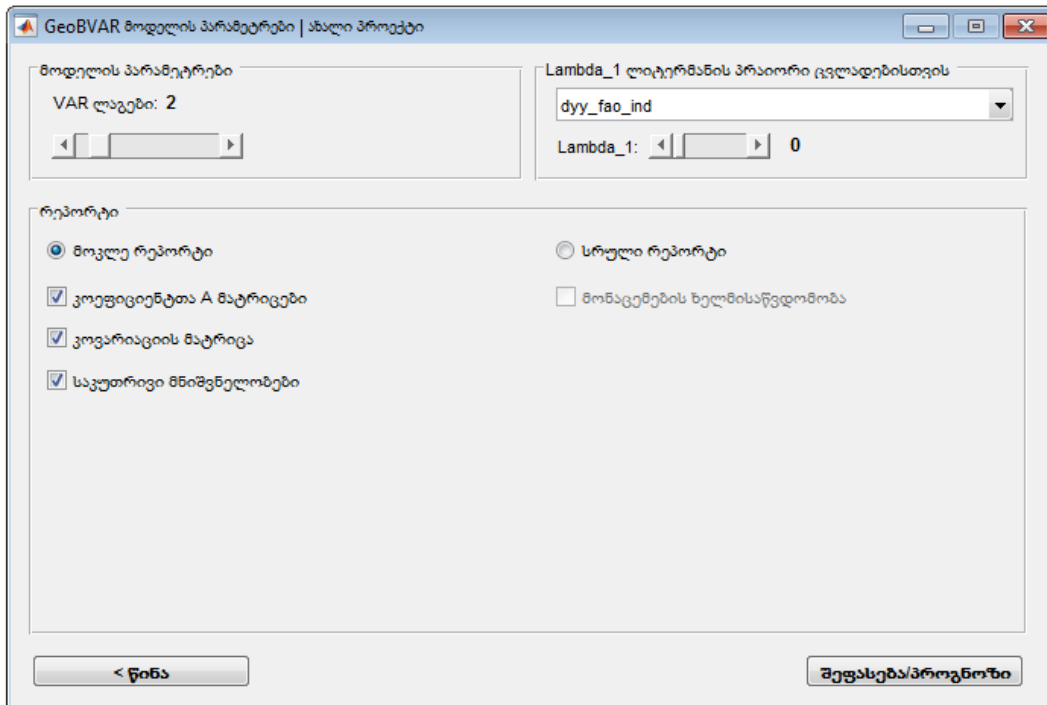 GeoBVAR მოდელის პარამეტრები | ახალი პროექტი
მოდელის პარამეტრები
VAR ლაგები: 2
Lambda_1 ლიტერმანის პრაიორი ცვლადებისთვის
dyy_fao_ind
Lambda_1: 0
რეპორტი
მოკლე რეპორტი
სრული რეპორტი
კოეფიციენტთა A მატრიცები
მონაცემების ხელმისაწვდომობა
კოვარიაციის მატრიცა
საკუთრივი მნიშვნელობები
< წინა
შეფასება/პროგნოზი